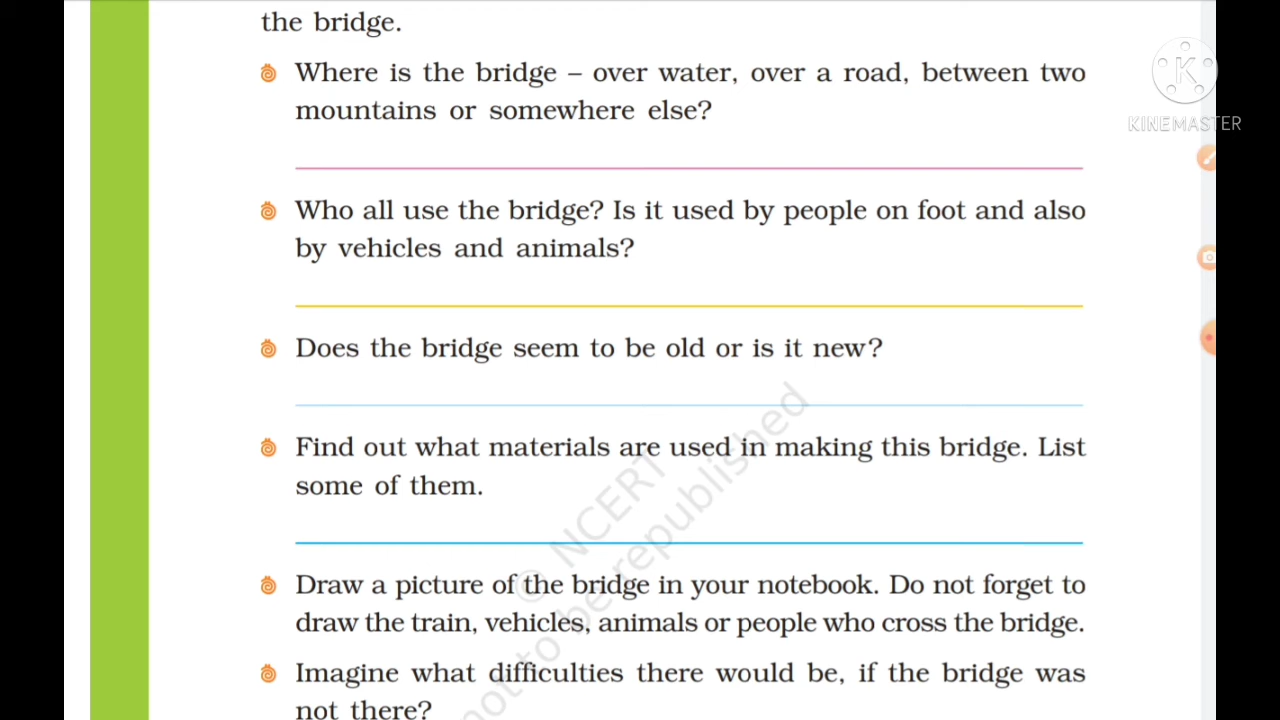 the bridge.
Where is the bridge – over water, over a road, between two
mountains or somewhere else?
K
KINEMASTER
Who all use the bridge? Is it used by people on foot and also
by vehicles and animals?
Does the bridge seem to be old or is it new?
Find out what materials are used in making this bridge. List
some of them.
Draw a picture of the bridge in your notebook. Do not forget to
draw the train, vehicles, animals or people who cross the bridge.
Imagine what difficulties there would be, if the bridge was
not there?
© NCERT
not to be republished